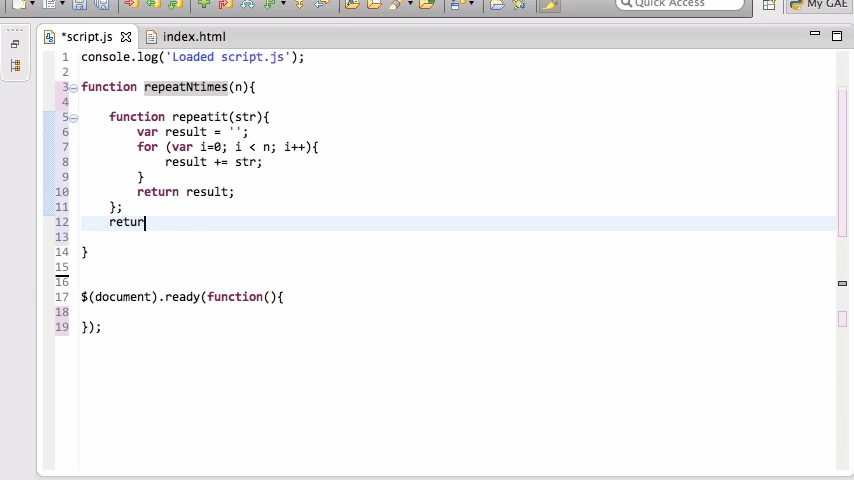 Quick Access
My GAE
*script.js
index.html
1 console.log('Loaded script.js');
2
3 function repeatNtimes(n){
4
5 function repeatit(str){
6 var result = '';
7 for (var i=0; i < n; i++){
8 result += str;
9 }
10 return result;
11 };
12 retur
13
14 }
15
16
17 $(document).ready(function(){
18
19 });